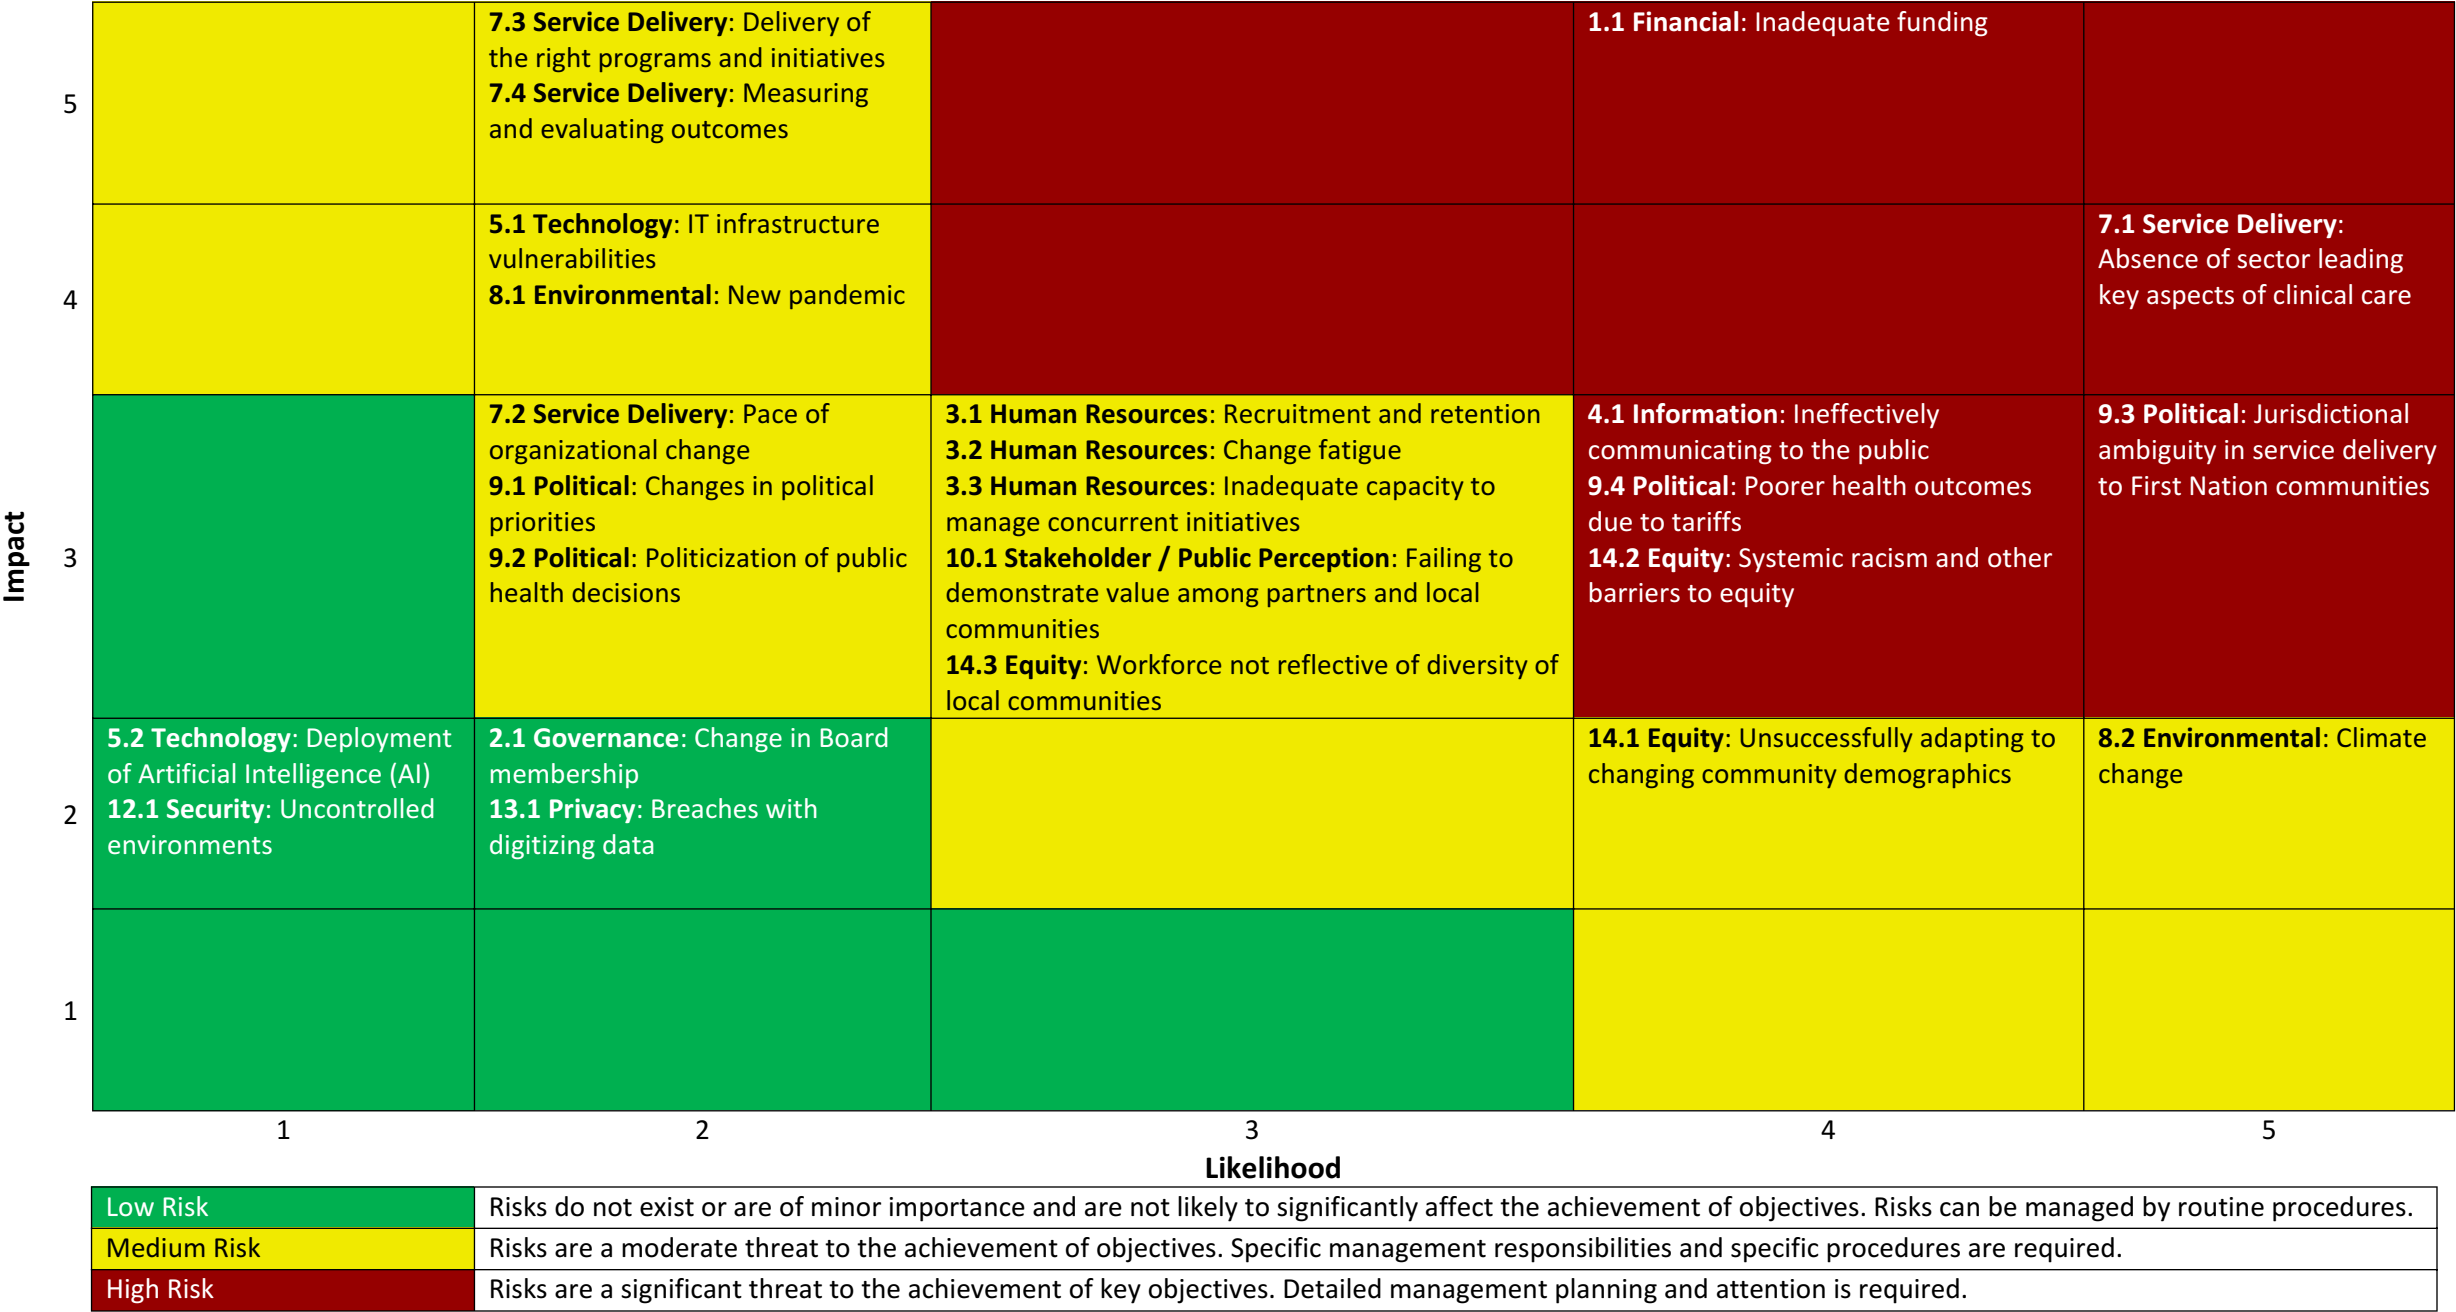 Impact
5
7.3 Service Delivery: Delivery of
the right programs and initiatives
7.4 Service Delivery: Measuring
and evaluating outcomes
1.1 Financial: Inadequate funding
4
5.1 Technology: IT infrastructure
vulnerabilities
8.1 Environmental: New pandemic
7.1 Service Delivery:
Absence of sector leading
key aspects of clinical care
3
7.2 Service Delivery: Pace of
organizational change
9.1 Political: Changes in political
priorities
9.2 Political: Politicization of public
health decisions
3.1 Human Resources: Recruitment and retention
3.2 Human Resources: Change fatigue
3.3 Human Resources: Inadequate capacity to
manage concurrent initiatives
10.1 Stakeholder / Public Perception: Failing to
demonstrate value among partners and local
communities
14.3 Equity: Workforce not reflective of diversity of
local communities
4.1 Information: Ineffectively
communicating to the public
9.4 Political: Poorer health outcomes
due to tariffs
14.2 Equity: Systemic racism and other
barriers to equity
9.3 Political: Jurisdictional
ambiguity in service delivery
to First Nation communities
2
5.2 Technology: Deployment
of Artificial Intelligence (AI)
12.1 Security: Uncontrolled
environments
2.1 Governance: Change in Board
membership
13.1 Privacy: Breaches with
digitizing data
14.1 Equity: Unsuccessfully adapting to
changing community demographics
8.2 Environmental: Climate
change
1
1
2
3
4
5
Likelihood
Low Risk
Risks do not exist or are of minor importance and are not likely to significantly affect the achievement of objectives. Risks can be managed by routine procedures.
Medium Risk
Risks are a moderate threat to the achievement of objectives. Specific management responsibilities and specific procedures are required.
High Risk
Risks are a significant threat to the achievement of key objectives. Detailed management planning and attention is required.